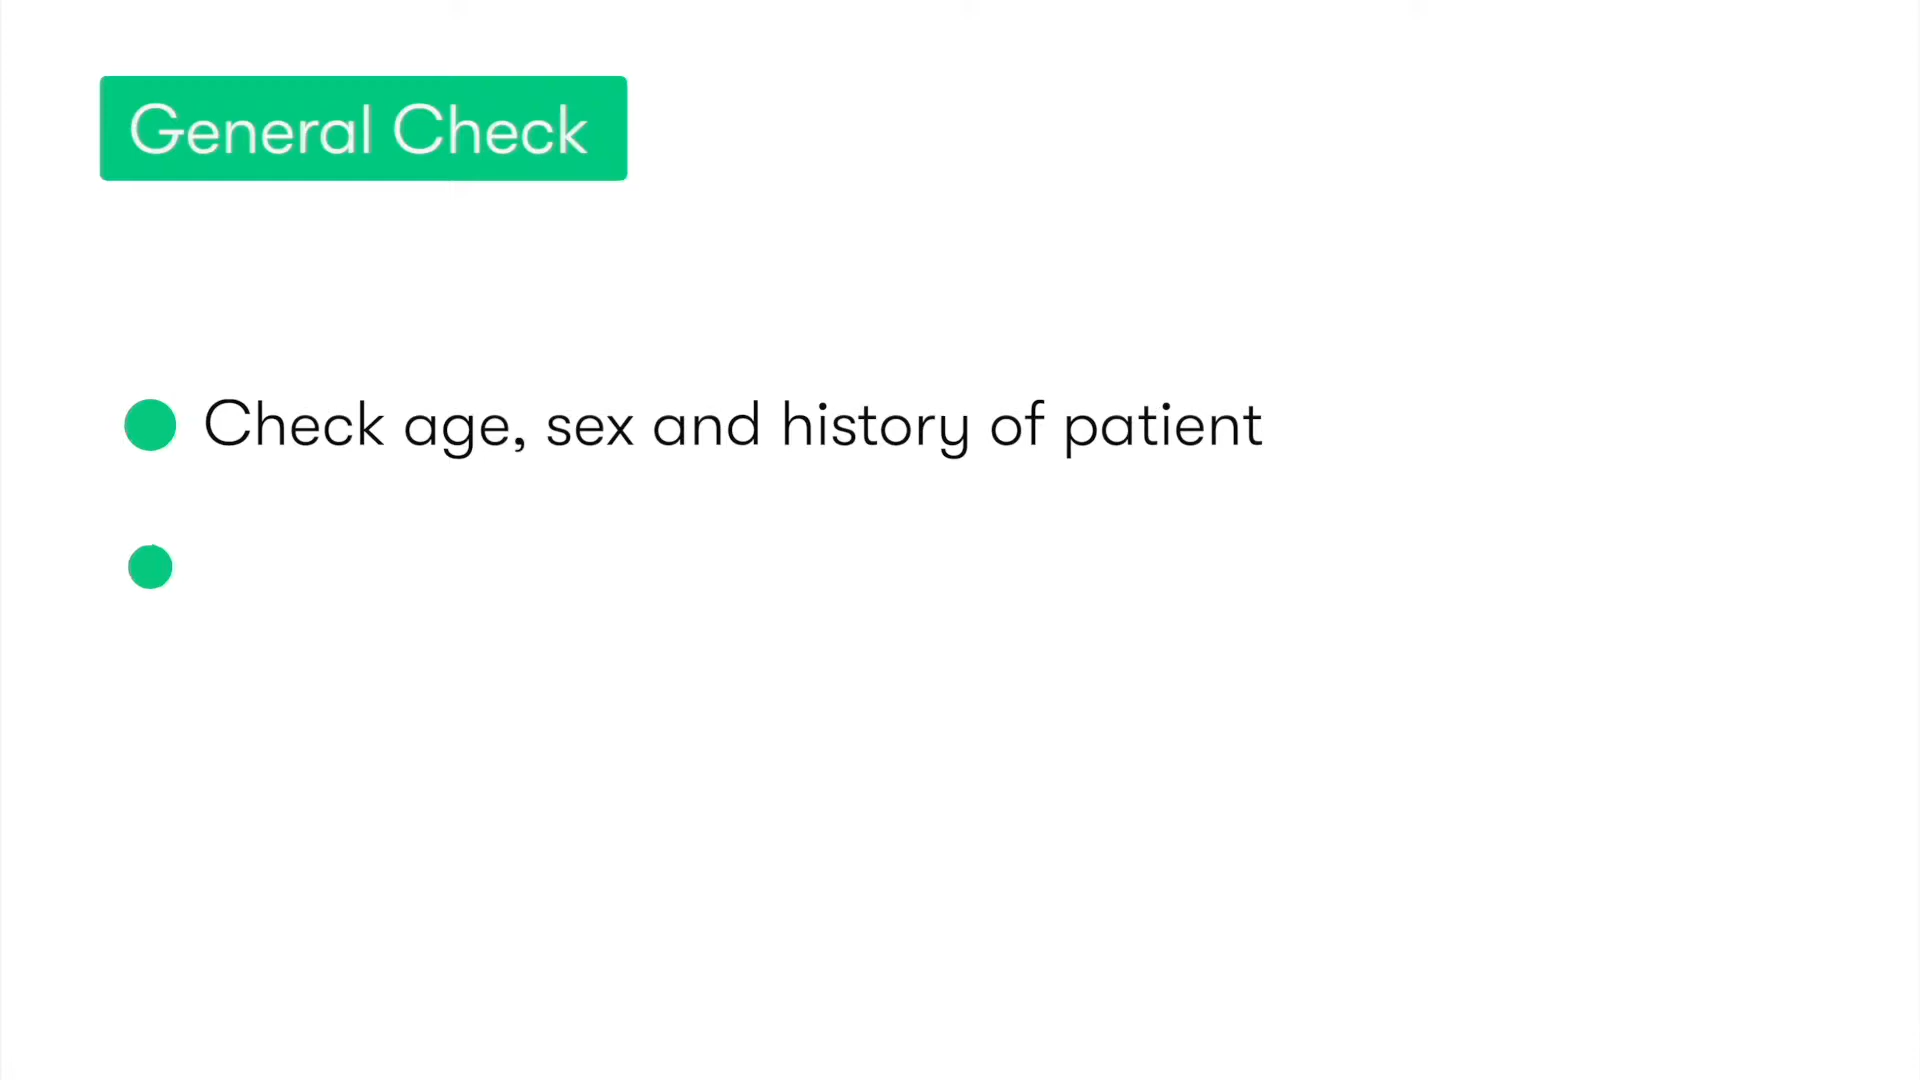 General Check
Check age, sex and history of patient